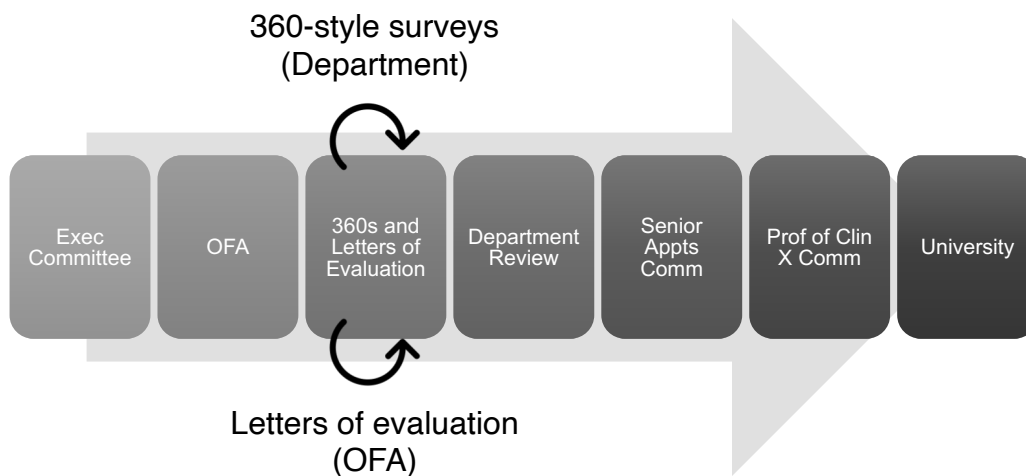 360-style surveys
(Department)
Exec
Committee
OFA
360s and
Letters of
Evaluation
Department
Review
Senior
Appts
Comm
Prof of Clin
X Comm
University
Letters of evaluation
(OFA)